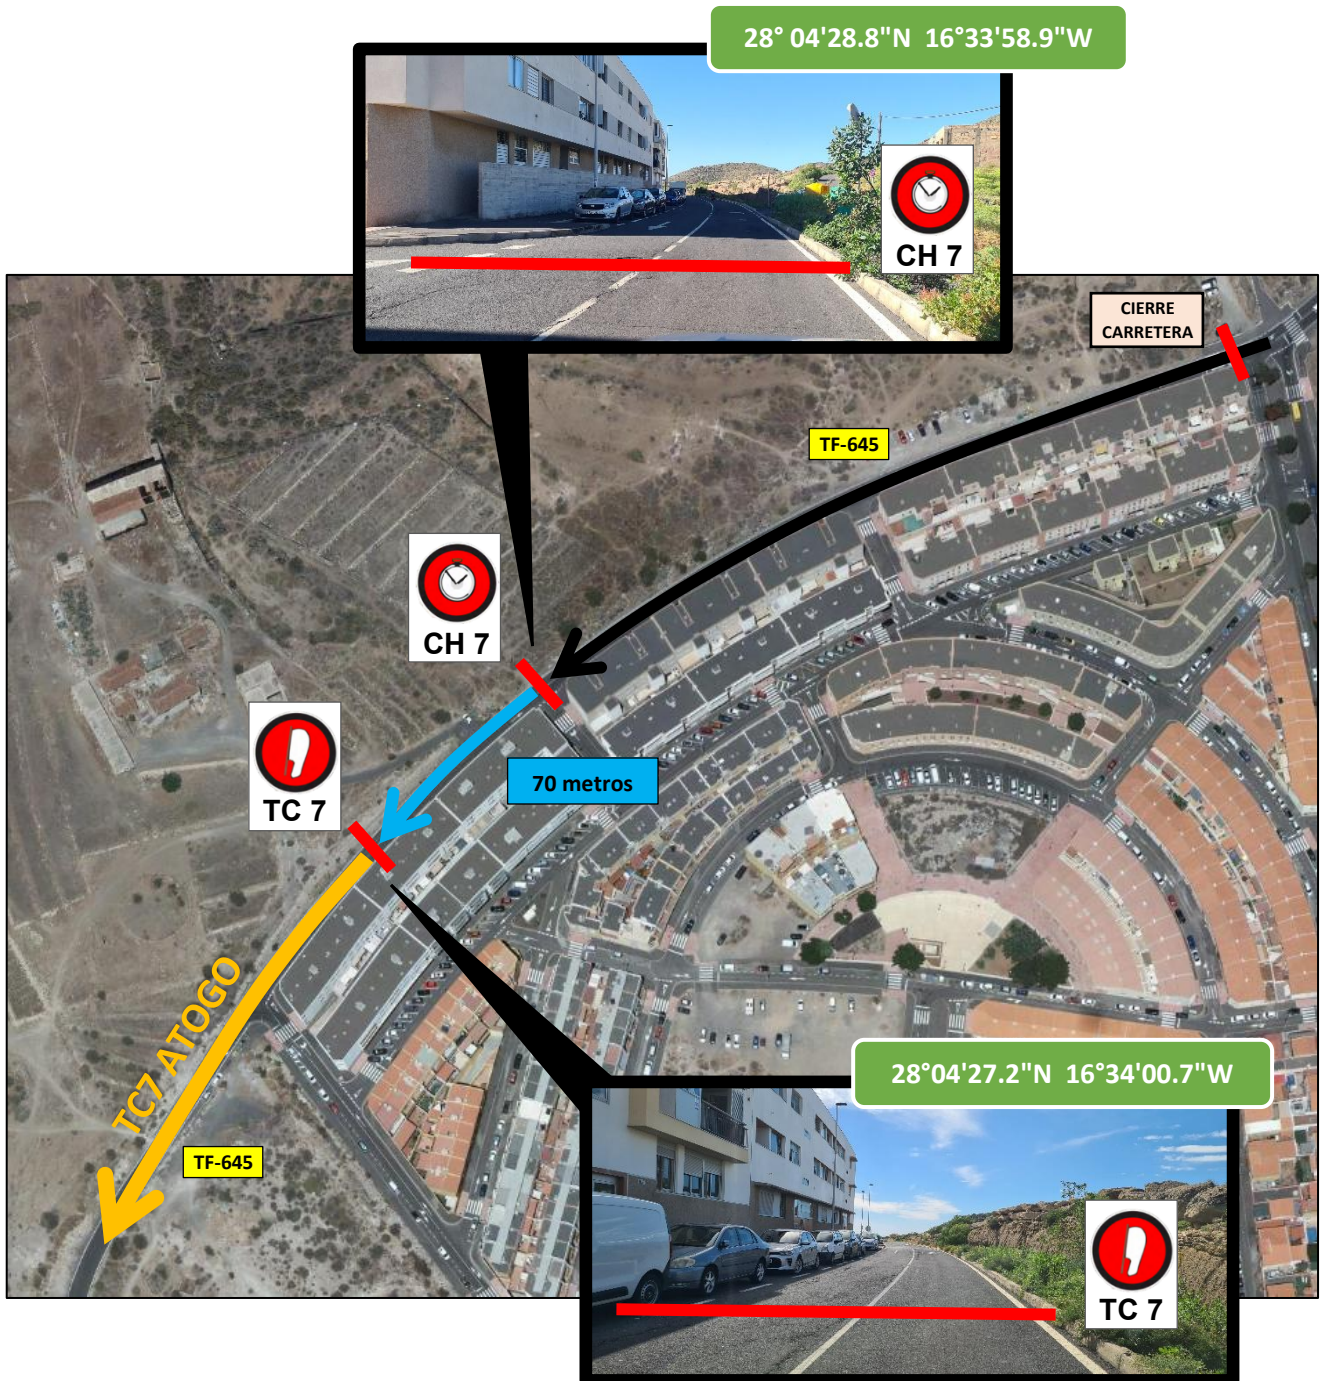 28° 04'28.8"N  16°33'58.9"W
CH 7
CIERRE
CARRETERA
TF-645
CH 7
TC 7
70 metros
TC7 ATOGO
28°04'27.2"N  16°34'00.7"W
TF-645
TC 7